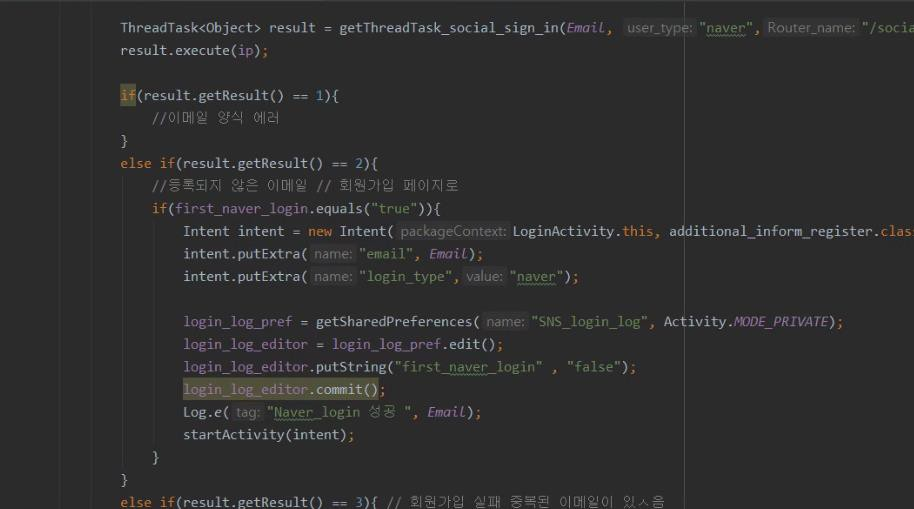 ThreadTask<Object> result = getThreadTask_social_sign_in(Email, user_type: "naver", Router_name: "/socia
result.execute(ip);
if(result.getResult() == 1){
//이메일 양식 에러
}
else if(result.getResult() == 2){
//등록되지 않은 이메일 // 회원가입 페이지로
if(first_naver_login.equals("true")){
Intent intent = new Intent( packageContext: LoginActivity.this, additional_inform_register.class
intent.putExtra( name: "email", Email);
intent.putExtra( name: "login_type", value: "naver");
login_log_pref = getSharedPreferences( name: "SNS_login_log", Activity.MODE_PRIVATE);
login_log_editor = login_log_pref.edit();
login_log_editor.putString("first_naver_login" , "false");
login_log_editor.commit();
Log.e( tag: "Naver_login 성공 ", Email);
startActivity(intent);
}
}
else if(result.getResult() == 3){ // 회원가입 실패 중복된 이메일이 있ㅅ음